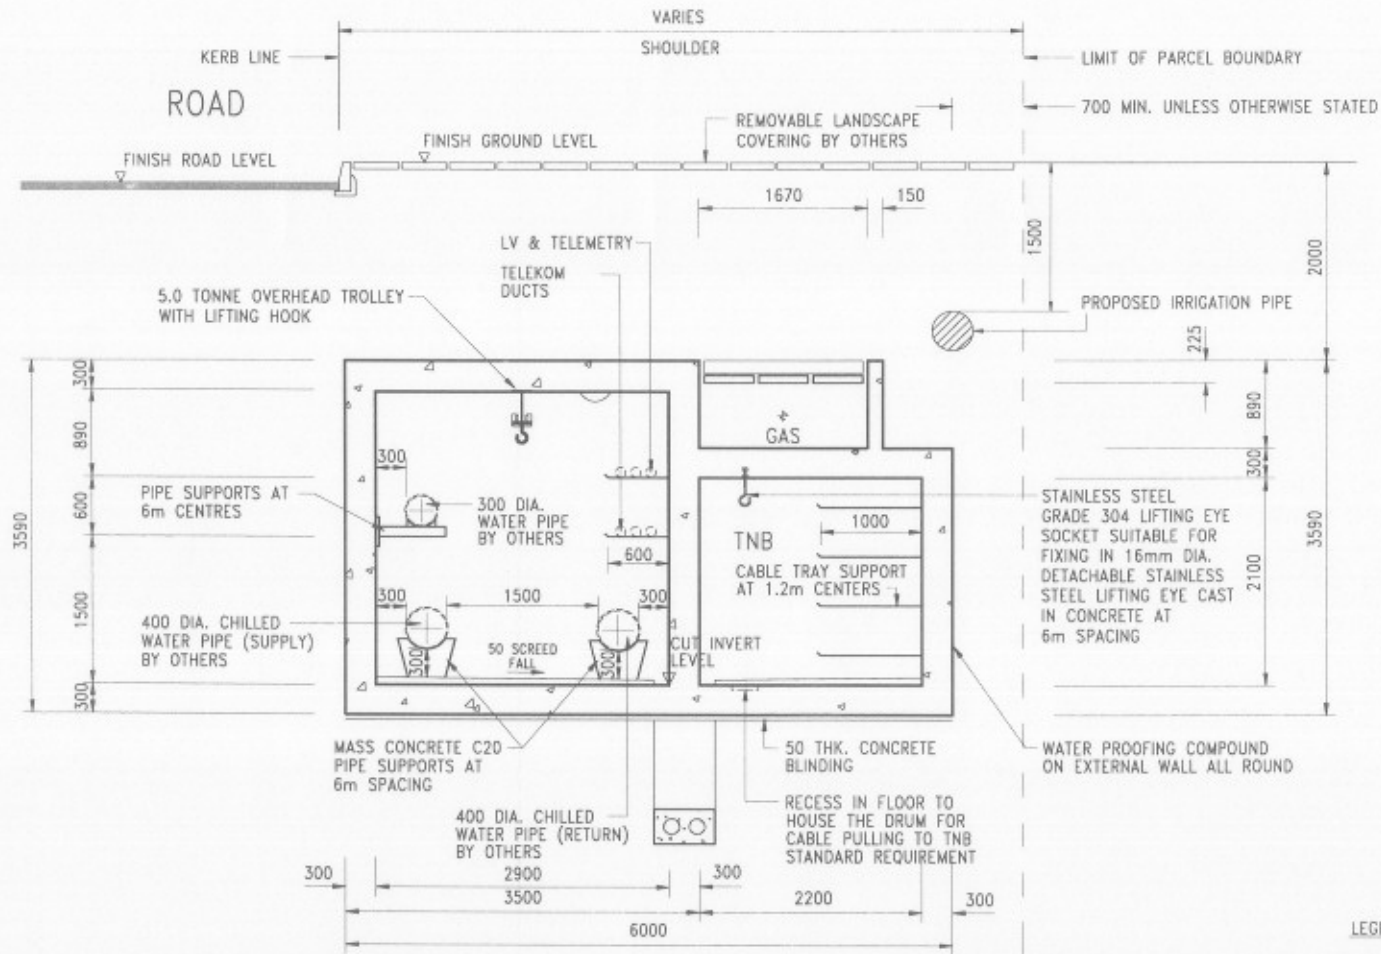 VARIES
SHOULDER
KERB LINE
LIMIT OF PARCEL BOUNDARY
ROAD
700 MIN. UNLESS OTHERWISE STATED
REMOVABLE LANDSCAPE
COVERING BY OTHERS
FINISH GROUND LEVEL
FINISH ROAD LEVEL
1670
150
1500
2000
LV & TELEMETRY
TELEKOM
DUCTS
5.0 TONNE OVERHEAD TROLLEY
WITH LIFTING HOOK
PROPOSED IRRIGATION PIPE
225
300
890
600
1500
300
3590
GAS
890
300
2100
3590
300
PIPE SUPPORTS AT
6m CENTRES
300 DIA.
WATER PIPE
BY OTHERS
600
TNB
1000
CABLE TRAY SUPPORT
AT 1.2m CENTERS
STAINLESS STEEL
GRADE 304 LIFTING EYE
SOCKET SUITABLE FOR
FIXING IN 16mm DIA.
DETACHABLE STAINLESS
STEEL LIFTING EYE CAST
IN CONCRETE AT
6m SPACING
300
1500
300
400 DIA. CHILLED
WATER PIPE (SUPPLY)
BY OTHERS
300
50 SCREED
FALL
300
CUT INVERT
LEVEL
MASS CONCRETE C20
PIPE SUPPORTS AT
6m SPACING
50 THK. CONCRETE
BLINDING
WATER PROOFING COMPOUND
ON EXTERNAL WALL ALL ROUND
400 DIA. CHILLED
WATER PIPE (RETURN)
BY OTHERS
RECESS IN FLOOR TO
HOUSE THE DRUM FOR
CABLE PULLING TO TNB
STANDARD REQUIREMENT
300
2900
300
3500
2200
300
6000